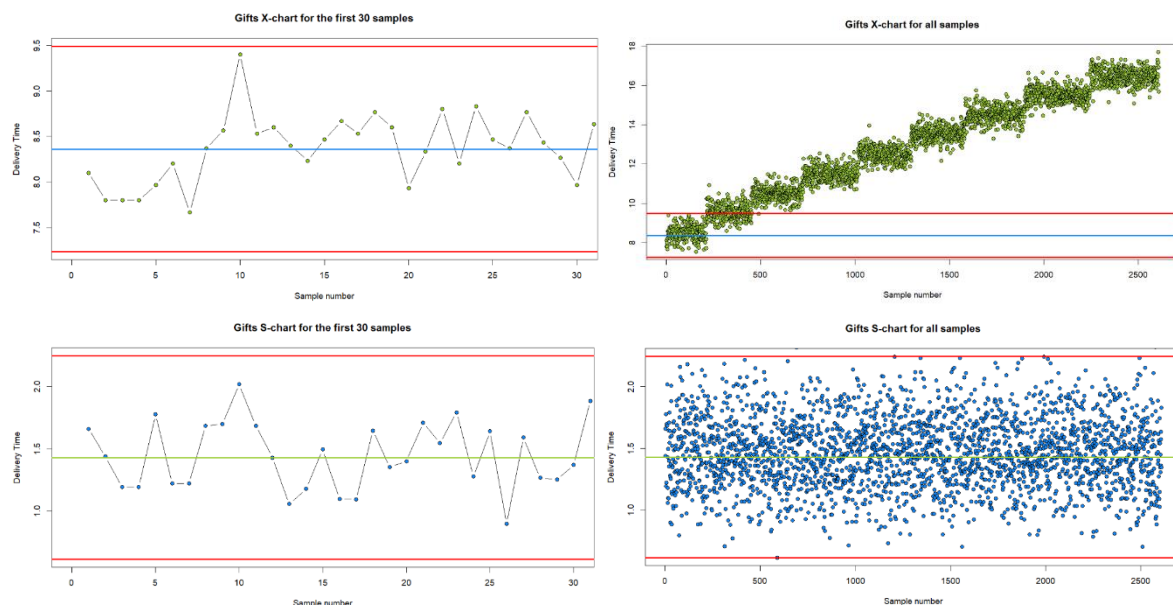 Gifts X-chart for the first 30 samples
Delivery Time
9.5
9.0
8.5
8.0
7.5
0 5 10 15 20 25 30
Sample number
Gifts X-chart for all samples
Delivery Time
18
16
14
12
10
8
0 500 1000 1500 2000 2500
Sample number
Gifts S-chart for the first 30 samples
Delivery Time
2.0
1.5
1.0
0 5 10 15 20 25 30
Sample number
Gifts S-chart for all samples
Delivery Time
2.0
1.5
1.0
0 500 1000 1500 2000 2500
Sample number